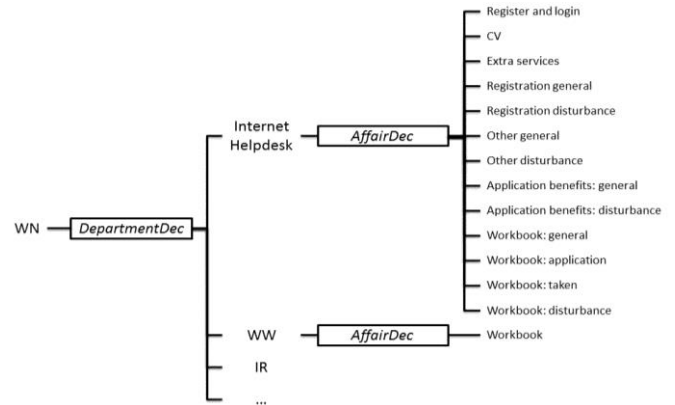 Register and login
CV
Extra services
Registration general
Registration disturbance
Internet
Helpdesk
AffairDec
Other general
Other disturbance
Application benefits: general
Application benefits: disturbance
WN
DepartmentDec
Workbook: general
Workbook: application
Workbook: taken
Workbook: disturbance
WW
AffairDec
Workbook
IR
...